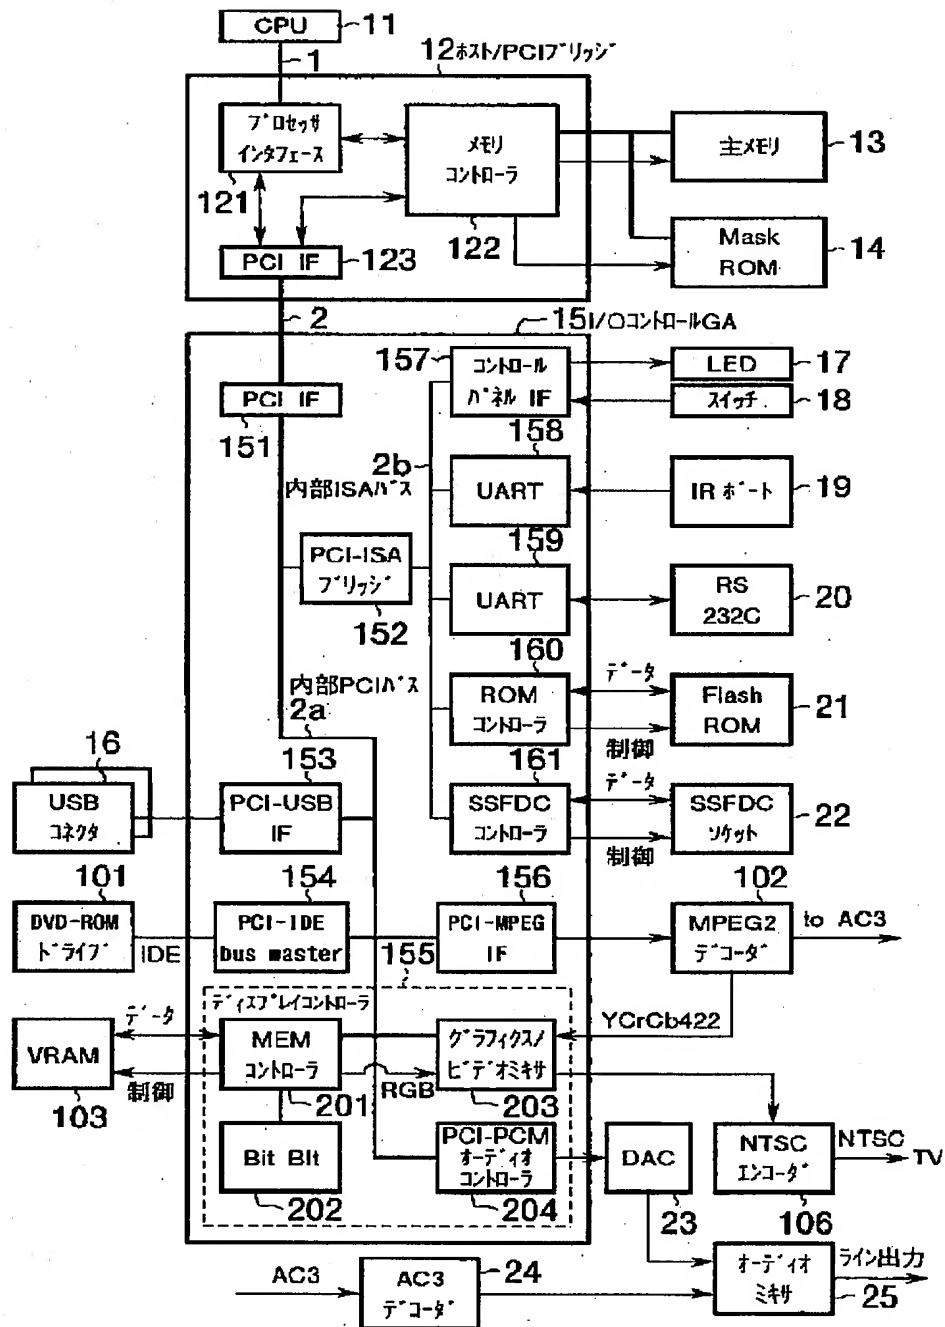 CPU 11
1
12 ホスト/PCIブリッジ
プロセッサ
インタフェース
121
メモリ
コントローラ
122
主メモリ 13
Mask
ROM 14
PCI IF 123
2
15 I/OコントロールGA
PCI IF
151
157 コントロール
パネル IF
LED 17
スイッチ 18
158
2b
内部ISAバス
UART
IR ポート 19
159
PCI-ISA
ブリッジ
152
UART
RS
232C 20
160
内部PCIバス
2a
ROM
コントローラ
データ
制御
Flash
ROM 21
16
USB
コネクタ
153
PCI-USB
IF
161
SSFDC
コントローラ
データ
制御
SSFDC
ソケット 22
101
DVD-ROM
ドライブ
IDE
154
PCI-IDE
bus master
156
PCI-MPEG
IF
102
MPEG2
デコーダ
to AC3
155
ディスプレイコントローラ
YCrCb422
VRAM
103
データ
制御
MEM
コントローラ
201
RGB
グラフィクス/
ビデオミキサ
203
Bit Blt
202
PCI-PCM
オーディオ
コントローラ
204
DAC
23
NTSC
エンコーダ
106
NTSC
TV
AC3
AC3
デコーダ
24
オーディオ
ミキサ
25
ライン出力